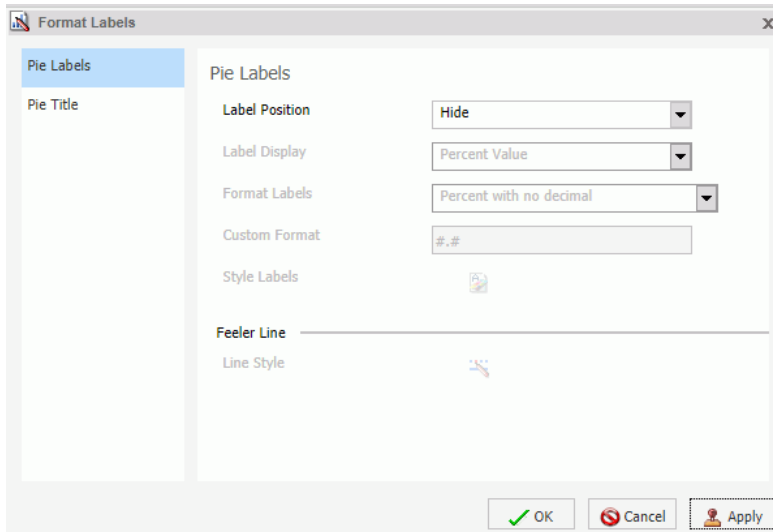 Format Labels
x
Pie Labels
Pie Title
Pie Labels
Label Position Hide
Label Display Percent Value
Format Labels Percent with no decimal
Custom Format #.#
Style Labels
Feeler Line
Line Style
OK Cancel Apply